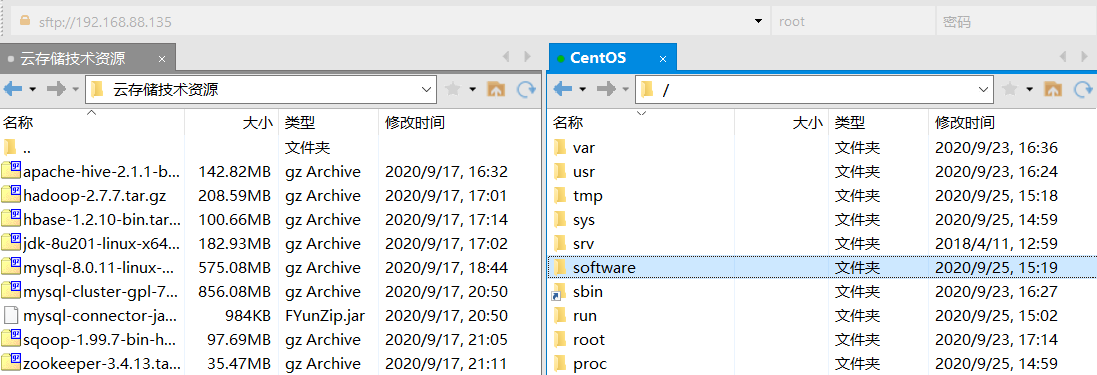 sftp://192.168.88.135 root 密码
云存储技术资源 × CentOS ×
云存储技术资源 /
名称 大小 类型 修改时间 名称 大小 类型 修改时间
.. 文件夹 var 文件夹 2020/9/23, 16:36
apache-hive-2.1.1-b... 142.82MB gz Archive 2020/9/17, 16:32 usr 文件夹 2020/9/23, 16:24
hadoop-2.7.7.tar.gz 208.59MB gz Archive 2020/9/17, 17:01 tmp 文件夹 2020/9/25, 15:18
hbase-1.2.10-bin.tar... 100.66MB gz Archive 2020/9/17, 17:14 sys 文件夹 2020/9/25, 14:59
jdk-8u201-linux-x64... 182.93MB gz Archive 2020/9/17, 17:02 srv 文件夹 2018/4/11, 12:59
mysql-8.0.11-linux-... 575.08MB gz Archive 2020/9/17, 18:44 software 文件夹 2020/9/25, 15:19
mysql-cluster-gpl-7... 856.08MB gz Archive 2020/9/17, 20:50 sbin 文件夹 2020/9/23, 16:27
mysql-connector-ja... 984KB FYunZip.jar 2020/9/17, 20:50 run 文件夹 2020/9/25, 15:02
sqoop-1.99.7-bin-h... 97.69MB gz Archive 2020/9/17, 21:05 root 文件夹 2020/9/23, 17:14
zookeeper-3.4.13.ta... 35.47MB gz Archive 2020/9/17, 21:11 proc 文件夹 2020/9/25, 14:59